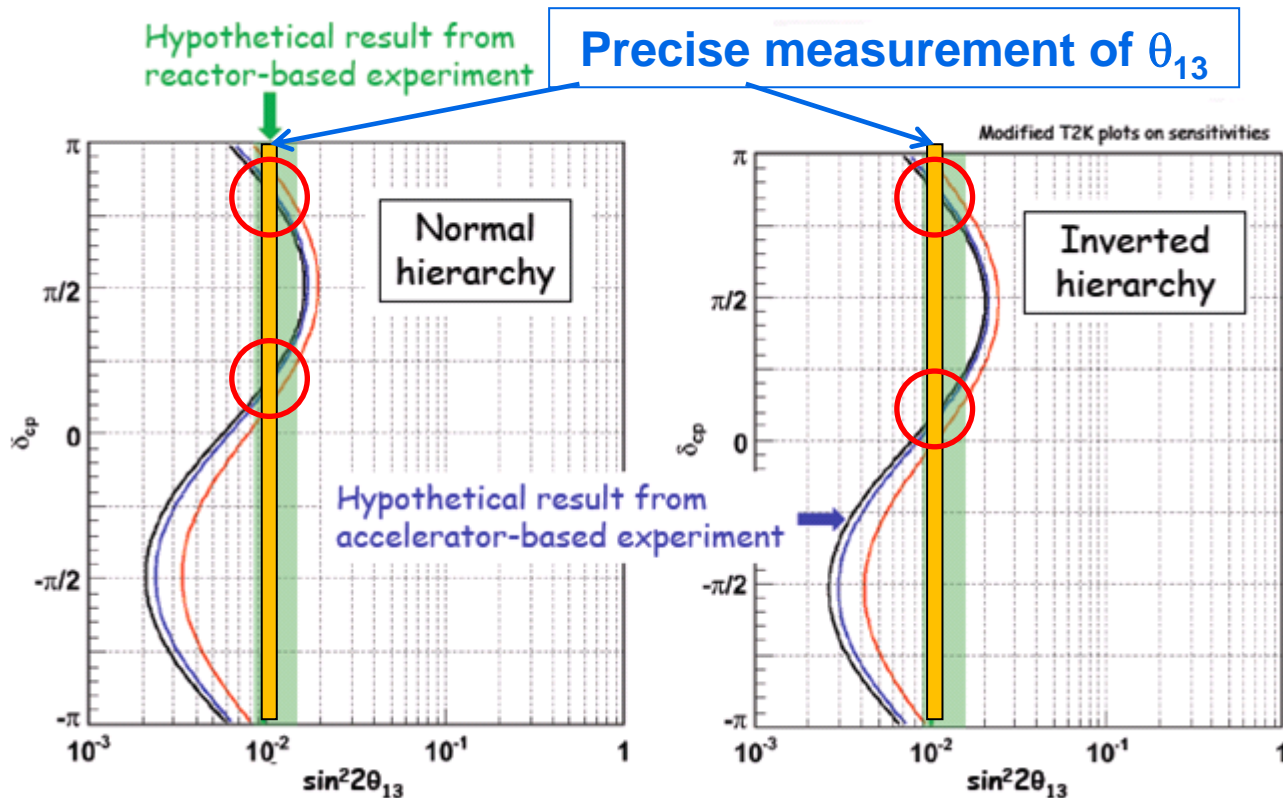 Hypothetical result from
reactor-based experiment
Precise measurement of θ₁₃
Modified T2K plots on sensitivities
π
π/2
0
-π/2
-π
δcp
Normal
hierarchy
10⁻³
10⁻²
10⁻¹
1
sin²2θ₁₃
Hypothetical result from
accelerator-based experiment
π
π/2
0
-π/2
-π
δcp
Inverted
hierarchy
10⁻³
10⁻²
10⁻¹
1
sin²2θ₁₃